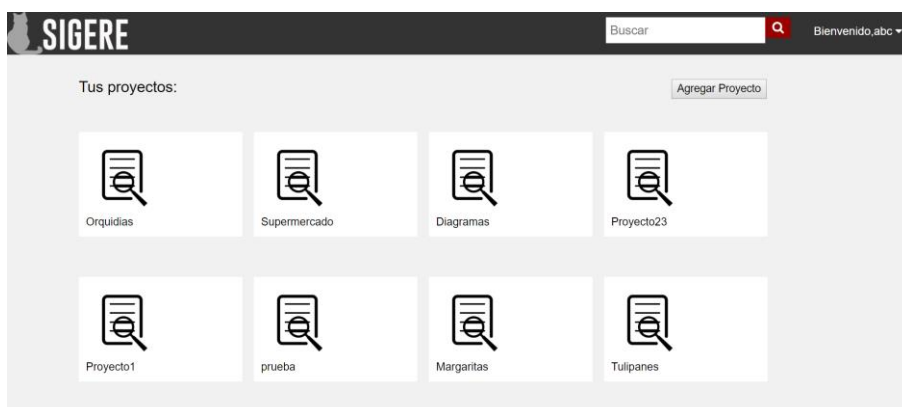 SIGERE
Buscar
Bienvenido,abc
Tus proyectos:
Agregar Proyecto
Orquidias
Supermercado
Diagramas
Proyecto23
Proyecto1
prueba
Margaritas
Tulipanes